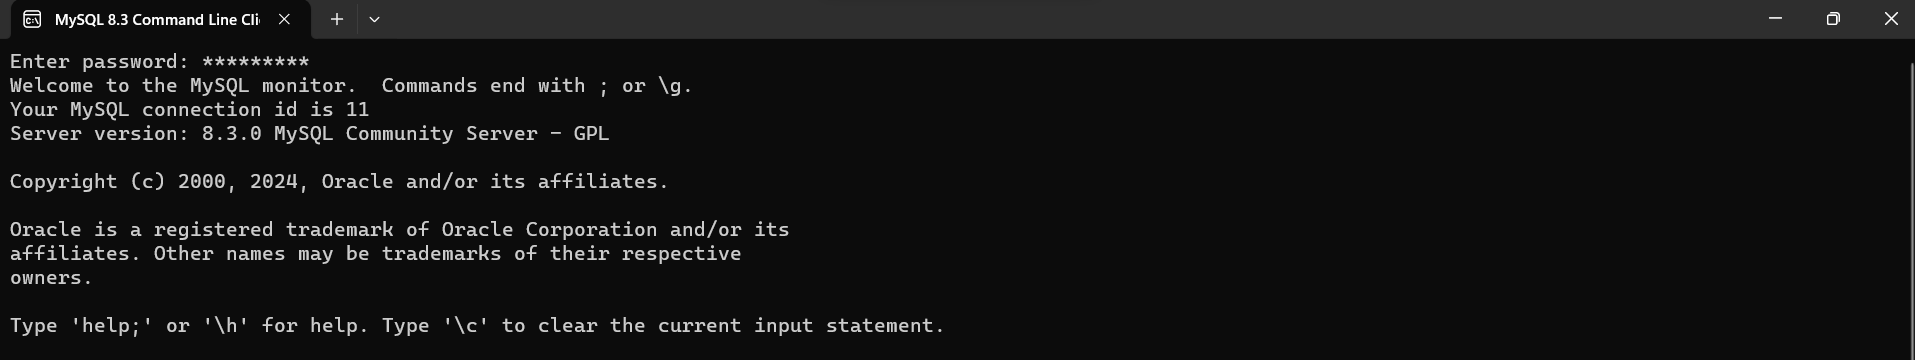 MySQL 8.3 Command Line Cli
Enter password: *********
Welcome to the MySQL monitor.  Commands end with ; or \g.
Your MySQL connection id is 11
Server version: 8.3.0 MySQL Community Server - GPL
Copyright (c) 2000, 2024, Oracle and/or its affiliates.
Oracle is a registered trademark of Oracle Corporation and/or its
affiliates. Other names may be trademarks of their respective
owners.
Type 'help;' or '\h' for help. Type '\c' to clear the current input statement.